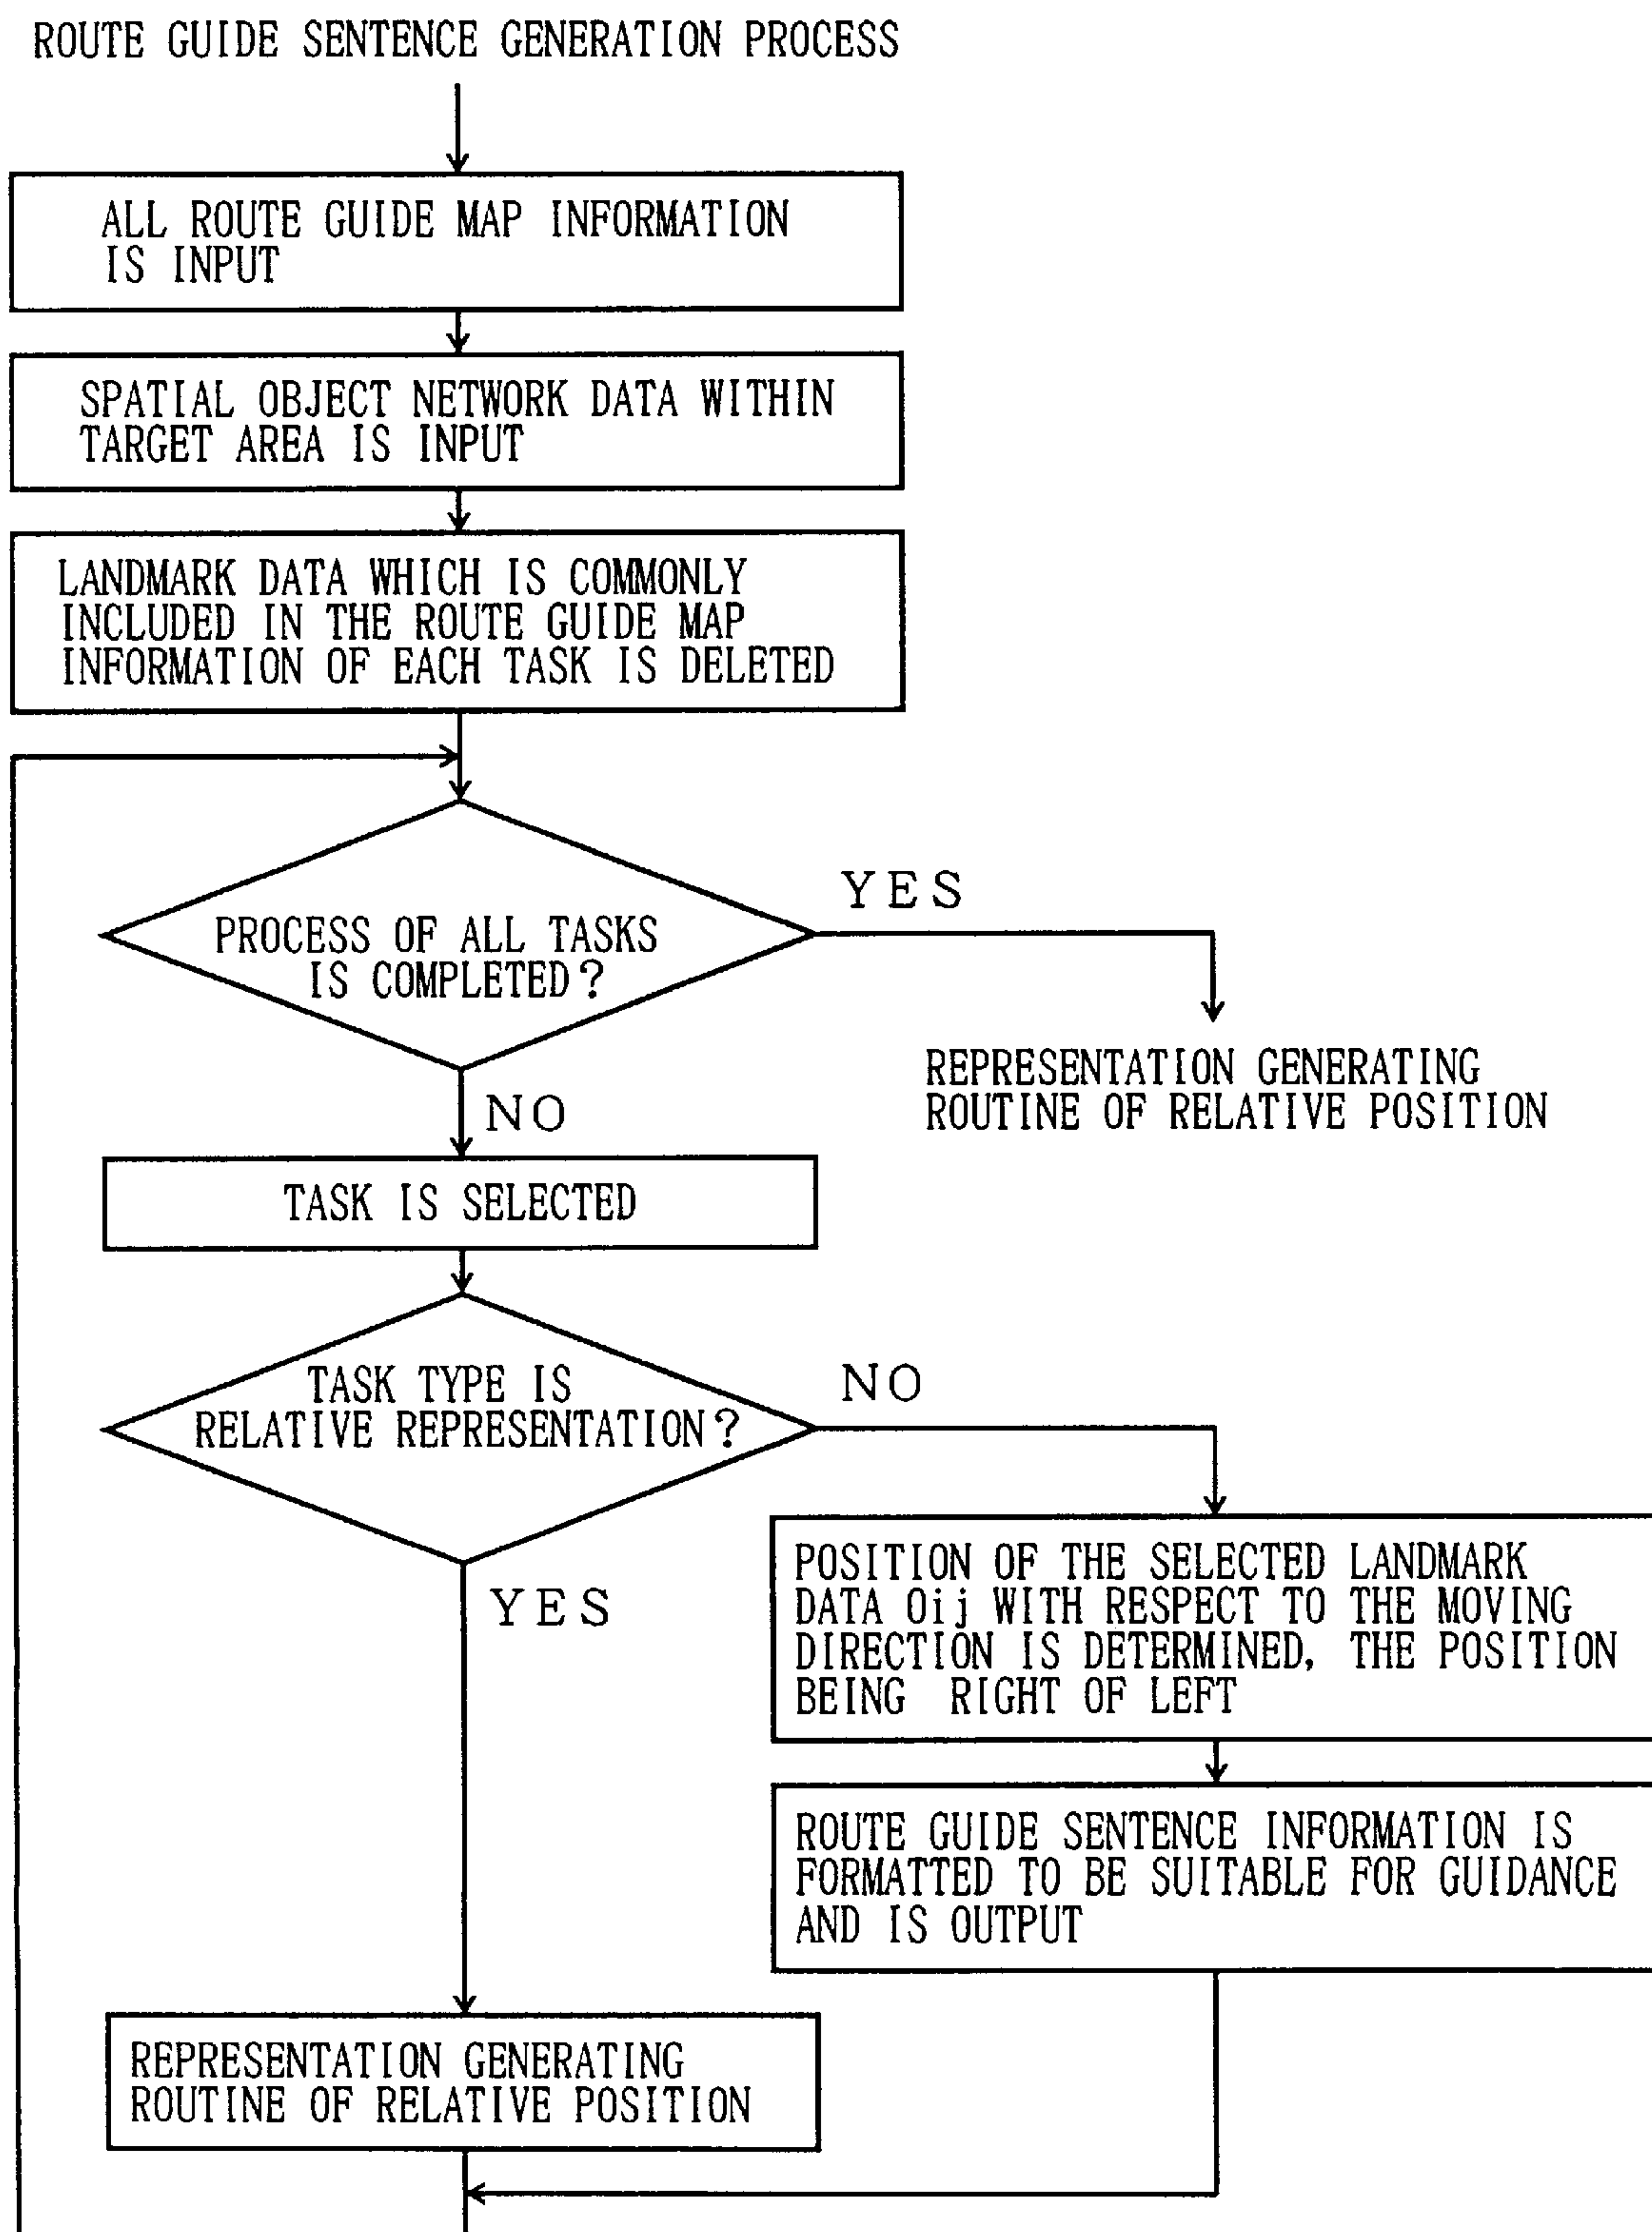 ROUTE GUIDE SENTENCE GENERATION PROCESS
ALL ROUTE GUIDE MAP INFORMATION
IS INPUT
SPATIAL OBJECT NETWORK DATA WITHIN
TARGET AREA IS INPUT
LANDMARK DATA WHICH IS COMMONLY
INCLUDED IN THE ROUTE GUIDE MAP
INFORMATION OF EACH TASK IS DELETED
PROCESS OF ALL TASKS
IS COMPLETED?
YES
REPRESENTATION GENERATING
ROUTINE OF RELATIVE POSITION
NO
TASK IS SELECTED
TASK TYPE IS
RELATIVE REPRESENTATION?
NO
YES
POSITION OF THE SELECTED LANDMARK
DATA Oij WITH RESPECT TO THE MOVING
DIRECTION IS DETERMINED, THE POSITION
BEING RIGHT OF LEFT
ROUTE GUIDE SENTENCE INFORMATION IS
FORMATTED TO BE SUITABLE FOR GUIDANCE
AND IS OUTPUT
REPRESENTATION GENERATING
ROUTINE OF RELATIVE POSITION